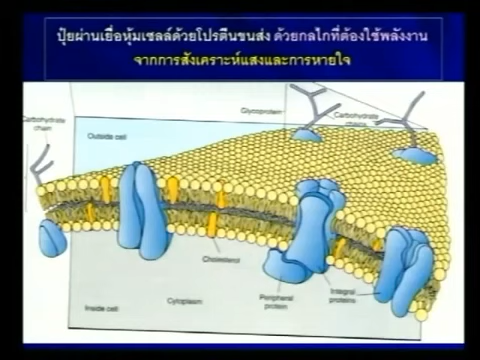 ปุ๋ยผ่านเยื่อหุ้มเซลล์ด้วยโปรตีนขนส่ง ด้วยกลไกที่ต้องใช้พลังงาน
จากการสังเคราะห์แสงและการหายใจ
Glycoprotein
Carbohydrate
chains
Carbohydrate
chain
Outside cell
Cholesterol
Inside cell
Cytoplasm
Peripheral
protein
Integral
proteins